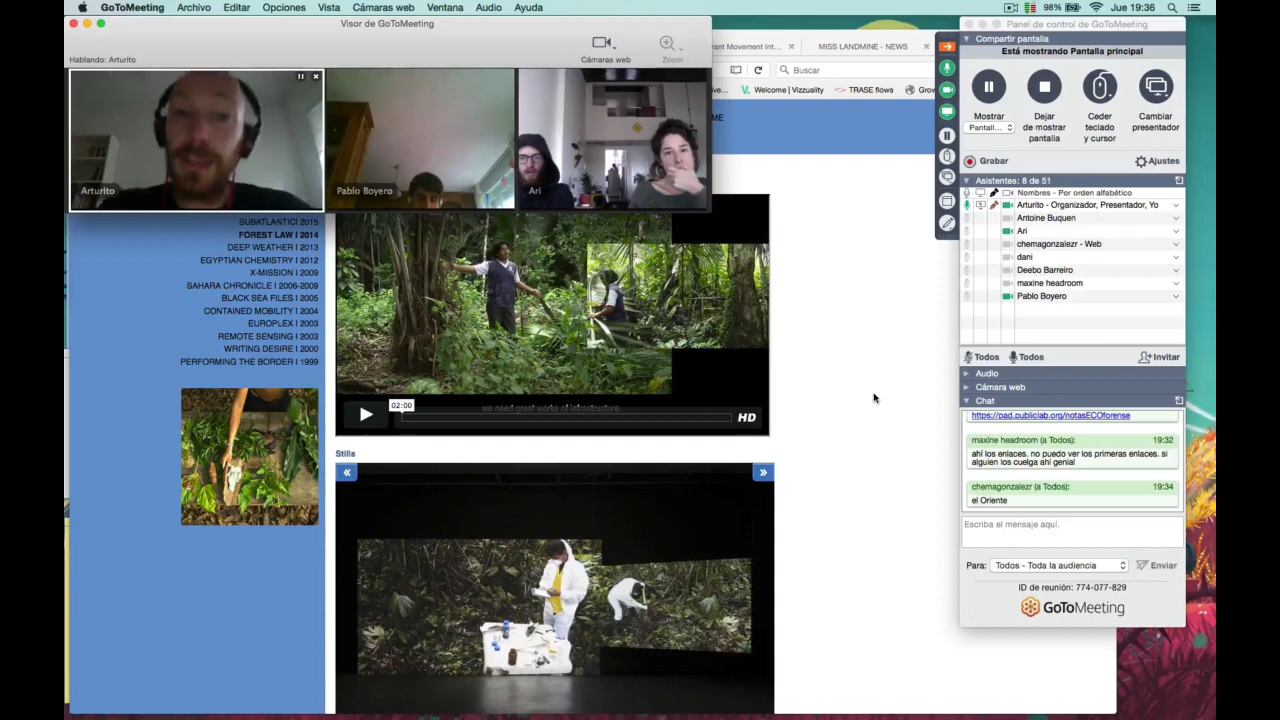 GoToMeeting Archivo Editar Opciones Vista Cámaras web Ventana Audio Ayuda 98% Jue 19:36
Visor de GoToMeeting
Hablando: Arturito
Cámaras web
Zoom
Arturito
Pablo Boyero
Ari
MISS LANDMINE - NEWS
Buscar
Welcome | Vizzuality
TRASE flows
SUBATLANTIC I 2015
FOREST LAW I 2014
DEEP WEATHER I 2013
EGYPTIAN CHEMISTRY I 2012
X-MISSION I 2009
SAHARA CHRONICLE I 2006-2009
BLACK SEA FILES I 2005
CONTAINED MOBILITY I 2004
EUROPLEX I 2003
REMOTE SENSING I 2003
WRITING DESIRE I 2000
PERFORMING THE BORDER I 1999
02:00
we need great works of infrastructure.
HD
Stills
«
»
Panel de control de GoToMeeting
Compartir pantalla
Está mostrando Pantalla principal
Mostrar
Pantall...
Dejar
de mostrar
pantalla
Ceder
teclado
y cursor
Cambiar
presentador
Grabar
Ajustes
Asistentes: 8 de 51
Nombres - Por orden alfabético
Arturito - Organizador, Presentador, Yo
Antoine Buquen
Ari
chemagonzalezr - Web
dani
Deebo Barreiro
maxine headroom
Pablo Boyero
Todos
Todos
Invitar
Audio
Cámara web
Chat
https://pad.publiclab.org/notasECOforense
maxine headroom (a Todos): 19:32
ahí los enlaces. no puedo ver los primeras enlaces. si
alguien los cuelga ahí genial
chemagonzalezr (a Todos): 19:34
el Oriente
Escriba el mensaje aquí.
Para: Todos - Toda la audiencia
Enviar
ID de reunión: 774-077-829
GoToMeeting